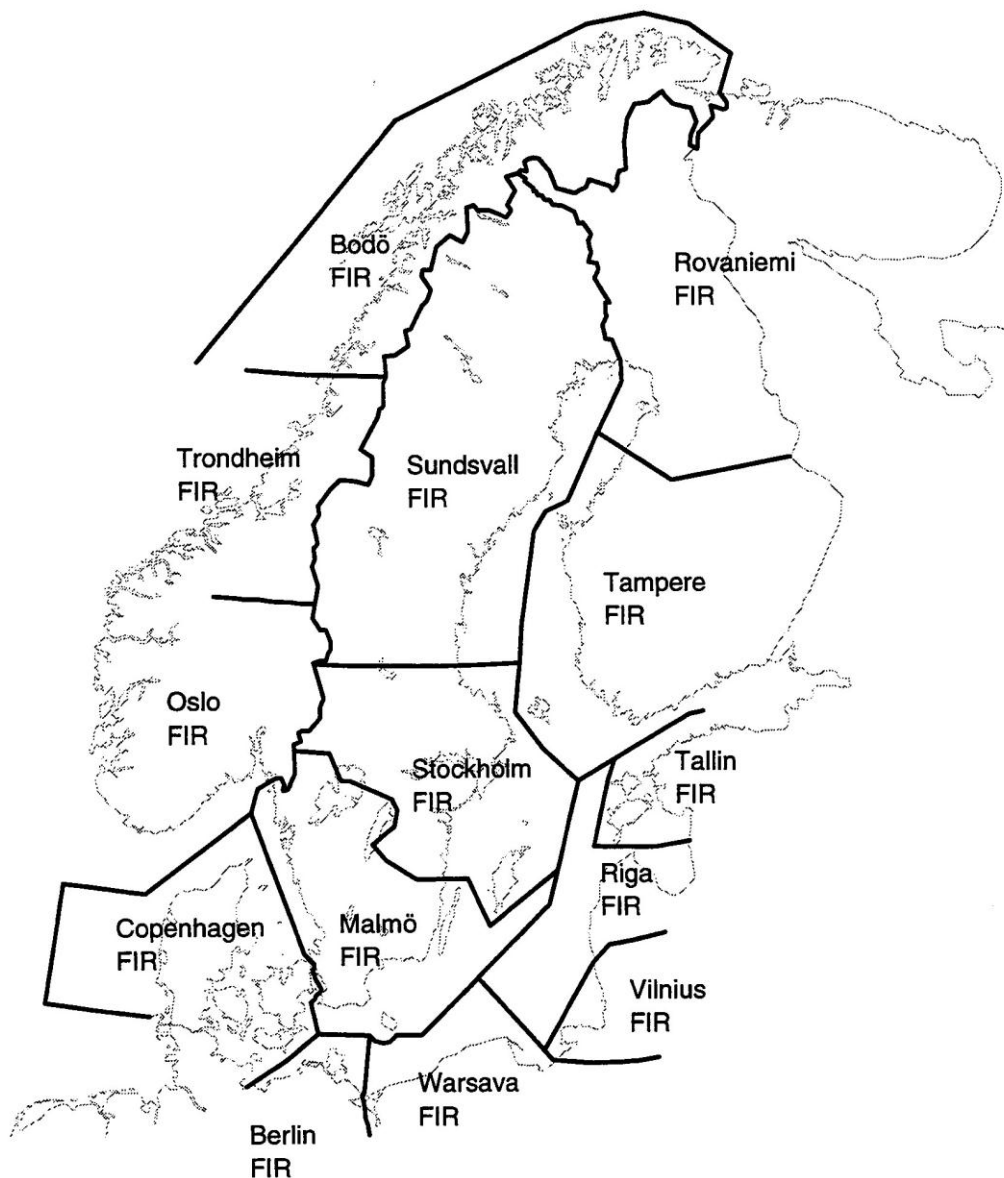 Bodö
FIR
Rovaniemi
FIR
Trondheim
FIR
Sundsvall
FIR
Tampere
FIR
Oslo
FIR
Stockholm
FIR
Tallin
FIR
Riga
FIR
Copenhagen
FIR
Malmö
FIR
Vilnius
FIR
Warsava
FIR
Berlin
FIR